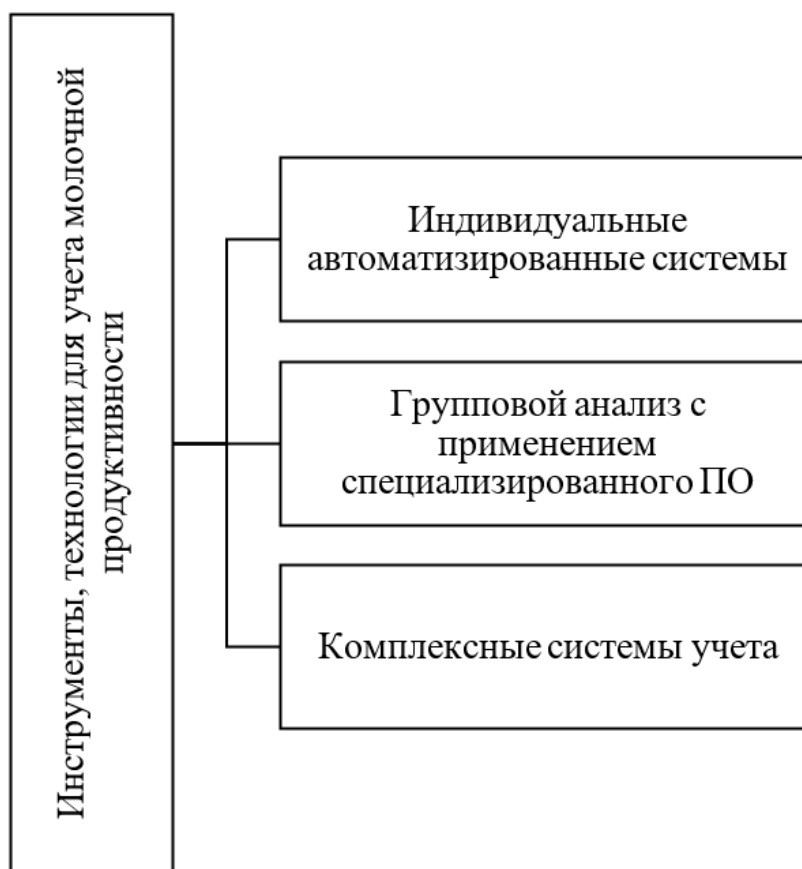 Инструменты, технологии для учета молочной
продуктивности
Индивидуальные
автоматизированные системы
Групповой анализ с
применением
специализированного ПО
Комплексные системы учета